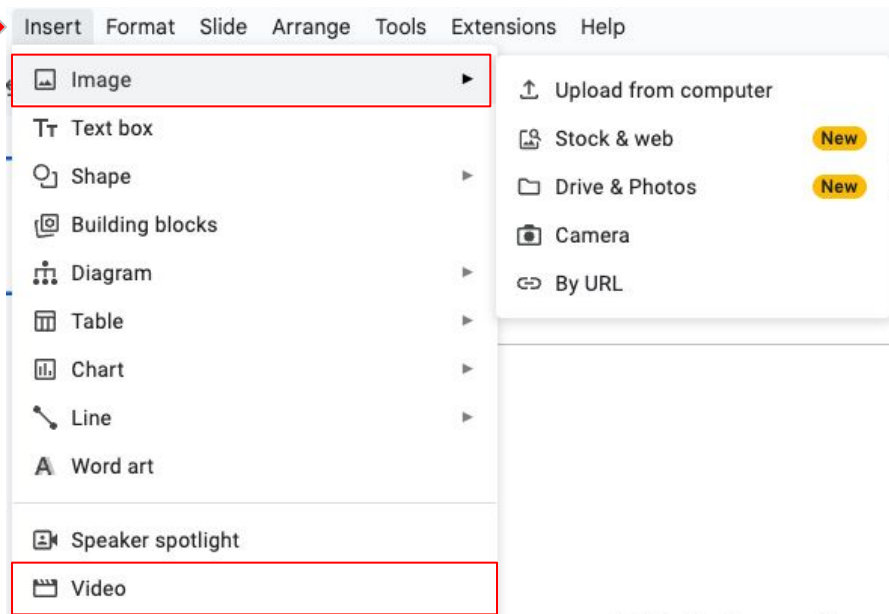 Insert Format Slide Arrange Tools Extensions Help
Image
Text box
Shape
Building blocks
Diagram
Table
Chart
Line
Word art
Speaker spotlight
Video
Upload from computer
Stock & web New
Drive & Photos New
Camera
By URL